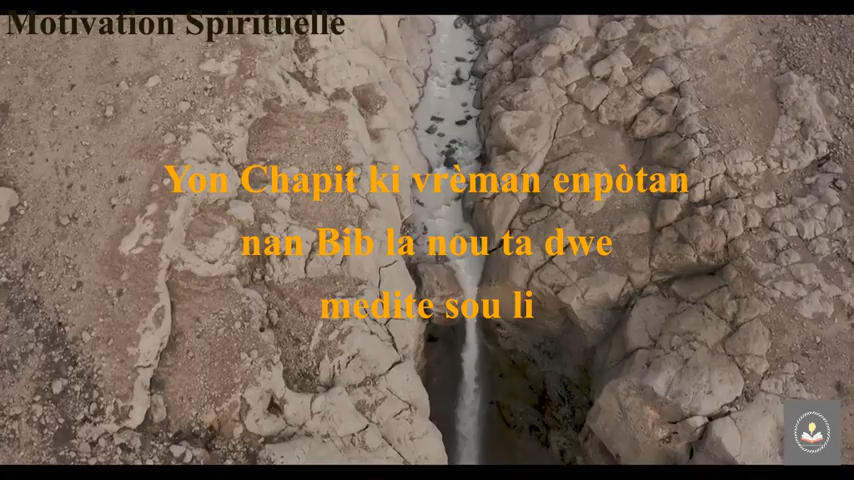 Motivation Spirituelle
Yon Chapit ki vrèman enpòtan
nan Bib la nou ta dwe
medite sou li